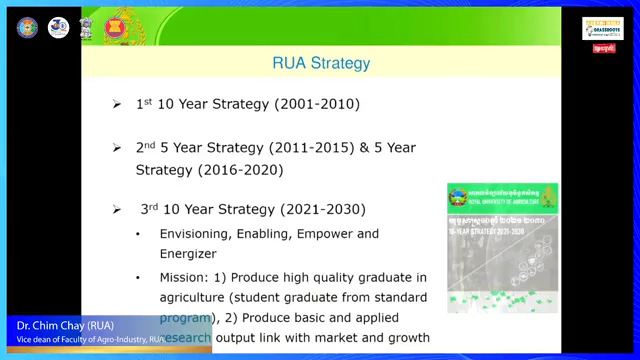 RUA Strategy
➢ 1st 10 Year Strategy (2001-2010)
➢ 2nd 5 Year Strategy (2011-2015) & 5 Year
Strategy (2016-2020)
➢ 3rd 10 Year Strategy (2021-2030)
• Envisioning, Enabling, Empower and
Energizer
• Mission: 1) Produce high quality graduate in
agriculture (student graduate from standard
program), 2) Produce basic and applied
research output link with market and growth
ROYAL UNIVERSITY OF AGRICULTURE
10-YEAR STRATEGY 2021-2030
Dr. Chim Chay (RUA)
Vice dean of Faculty of Agro-Industry, RUA
GRASSROOTS